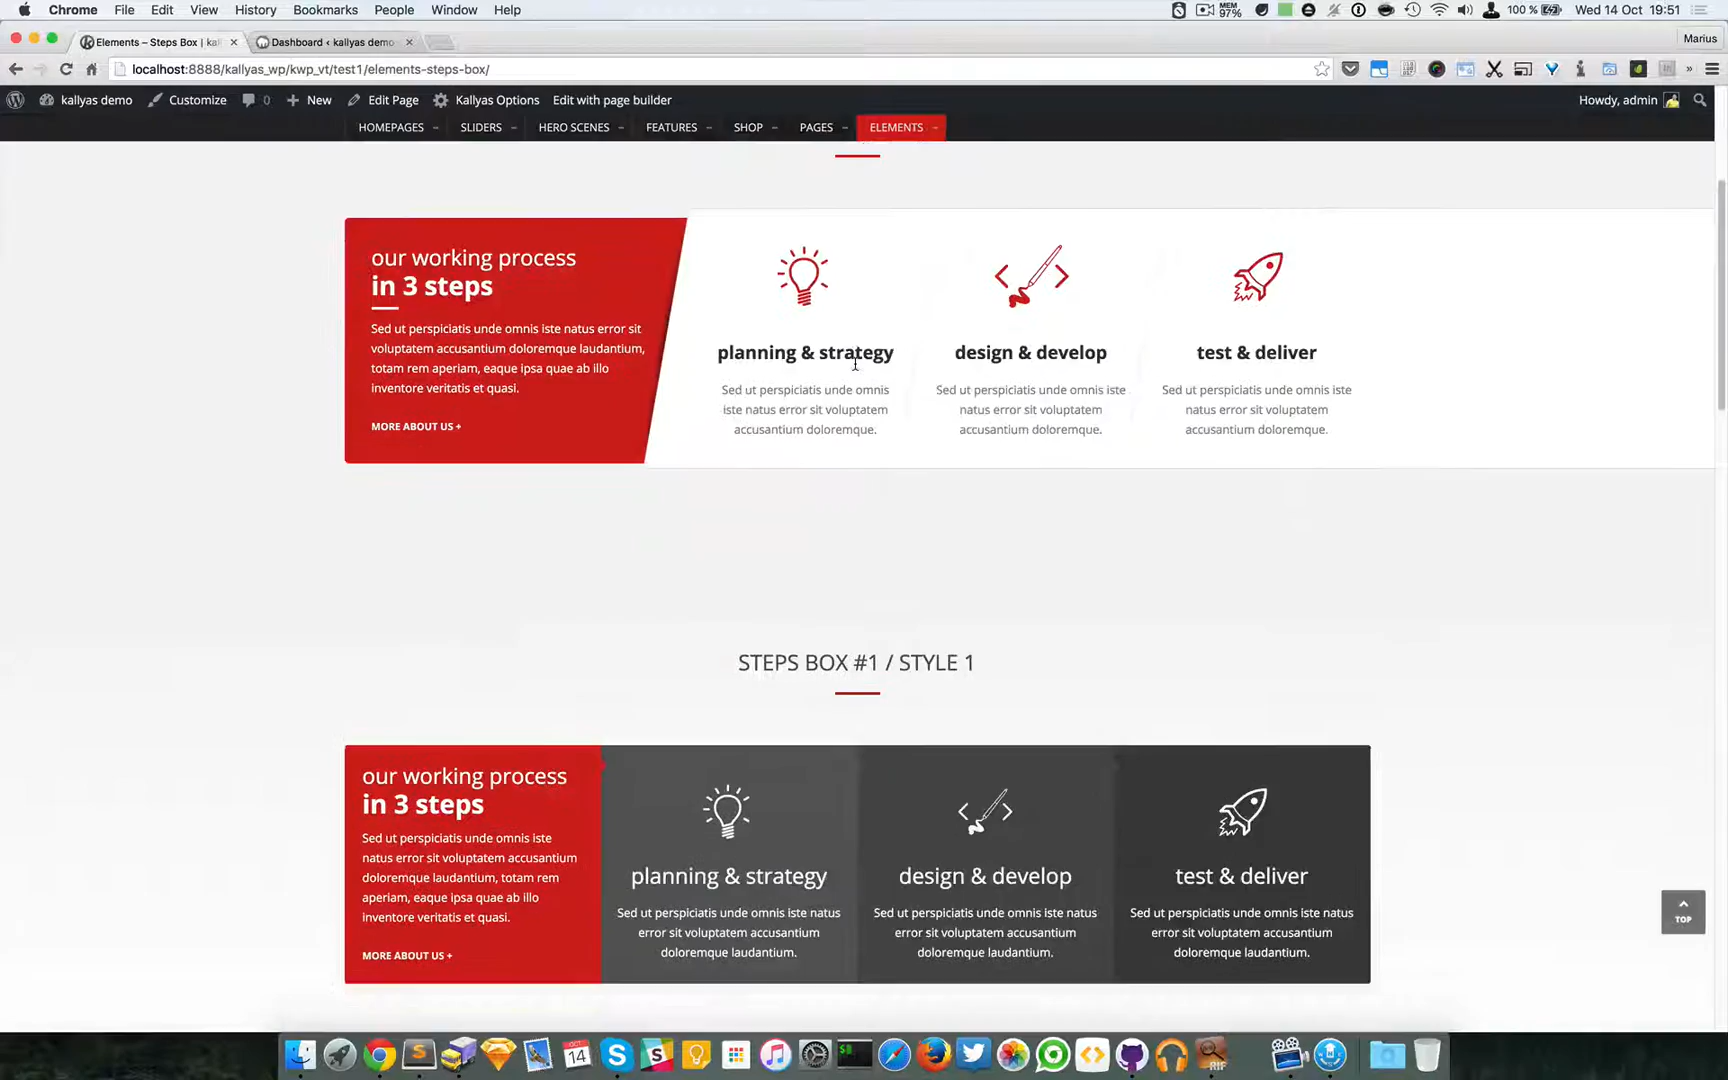 Chrome File Edit View History Bookmarks People Window Help
MEM 97% 100 % Wed 14 Oct 19:51
Elements – Steps Box | kal
Dashboard ‹ kallyas demo
Marius
localhost:8888/kallyas_wp/kwp_vt/test1/elements-steps-box/
kallyas demo Customize 0 New Edit Page Kallyas Options Edit with page builder Howdy, admin
HOMEPAGES SLIDERS HERO SCENES FEATURES SHOP PAGES ELEMENTS
our working process
in 3 steps
Sed ut perspiciatis unde omnis iste natus error sit
voluptatem accusantium doloremque laudantium,
totam rem aperiam, eaque ipsa quae ab illo
inventore veritatis et quasi.
MORE ABOUT US +
planning & strategy
Sed ut perspiciatis unde omnis
iste natus error sit voluptatem
accusantium doloremque.
design & develop
Sed ut perspiciatis unde omnis iste
natus error sit voluptatem
accusantium doloremque.
test & deliver
Sed ut perspiciatis unde omnis iste
natus error sit voluptatem
accusantium doloremque.
STEPS BOX #1 / STYLE 1
our working process
in 3 steps
Sed ut perspiciatis unde omnis iste
natus error sit voluptatem accusantium
doloremque laudantium, totam rem
aperiam, eaque ipsa quae ab illo
inventore veritatis et quasi.
MORE ABOUT US +
planning & strategy
Sed ut perspiciatis unde omnis iste natus
error sit voluptatem accusantium
doloremque laudantium.
design & develop
Sed ut perspiciatis unde omnis iste natus
error sit voluptatem accusantium
doloremque laudantium.
test & deliver
Sed ut perspiciatis unde omnis iste natus
error sit voluptatem accusantium
doloremque laudantium.
TOP
OCT
14